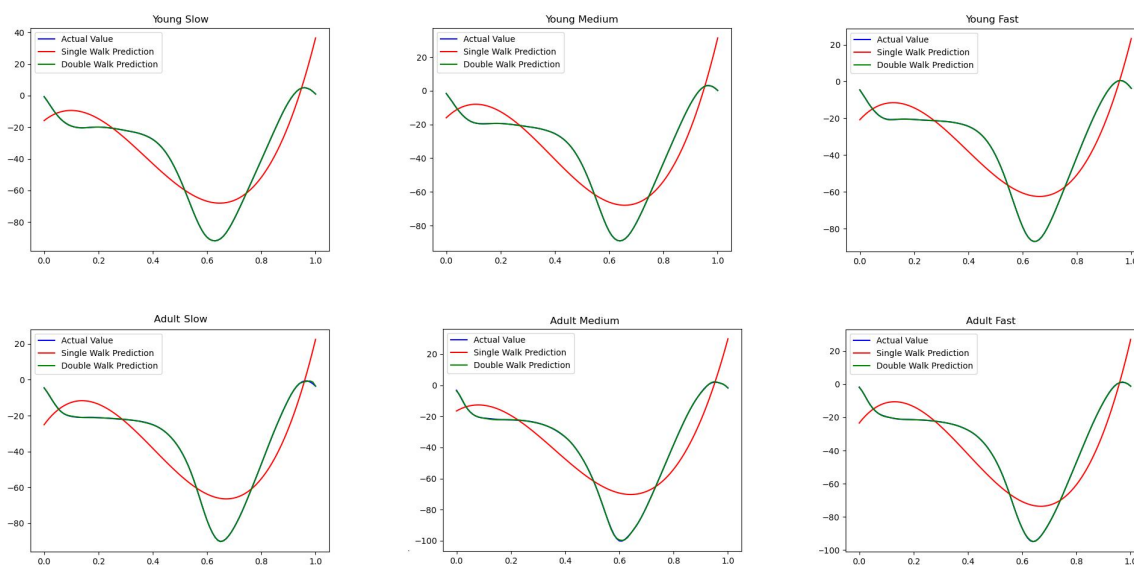 Young Slow
Actual Value
Single Walk Prediction
Double Walk Prediction
40
20
0
−20
−40
−60
−80
0.0 0.2 0.4 0.6 0.8 1.0
Young Medium
Actual Value
Single Walk Prediction
Double Walk Prediction
20
0
−20
−40
−60
−80
0.0 0.2 0.4 0.6 0.8 1.0
Young Fast
Actual Value
Single Walk Prediction
Double Walk Prediction
20
0
−20
−40
−60
−80
0.0 0.2 0.4 0.6 0.8 1.0
Adult Slow
Actual Value
Single Walk Prediction
Double Walk Prediction
20
0
−20
−40
−60
−80
0.0 0.2 0.4 0.6 0.8 1.0
Adult Medium
Actual Value
Single Walk Prediction
Double Walk Prediction
20
0
−20
−40
−60
−80
−100
0.0 0.2 0.4 0.6 0.8 1.0
Adult Fast
Actual Value
Single Walk Prediction
Double Walk Prediction
20
0
−20
−40
−60
−80
−100
0.0 0.2 0.4 0.6 0.8 1.0